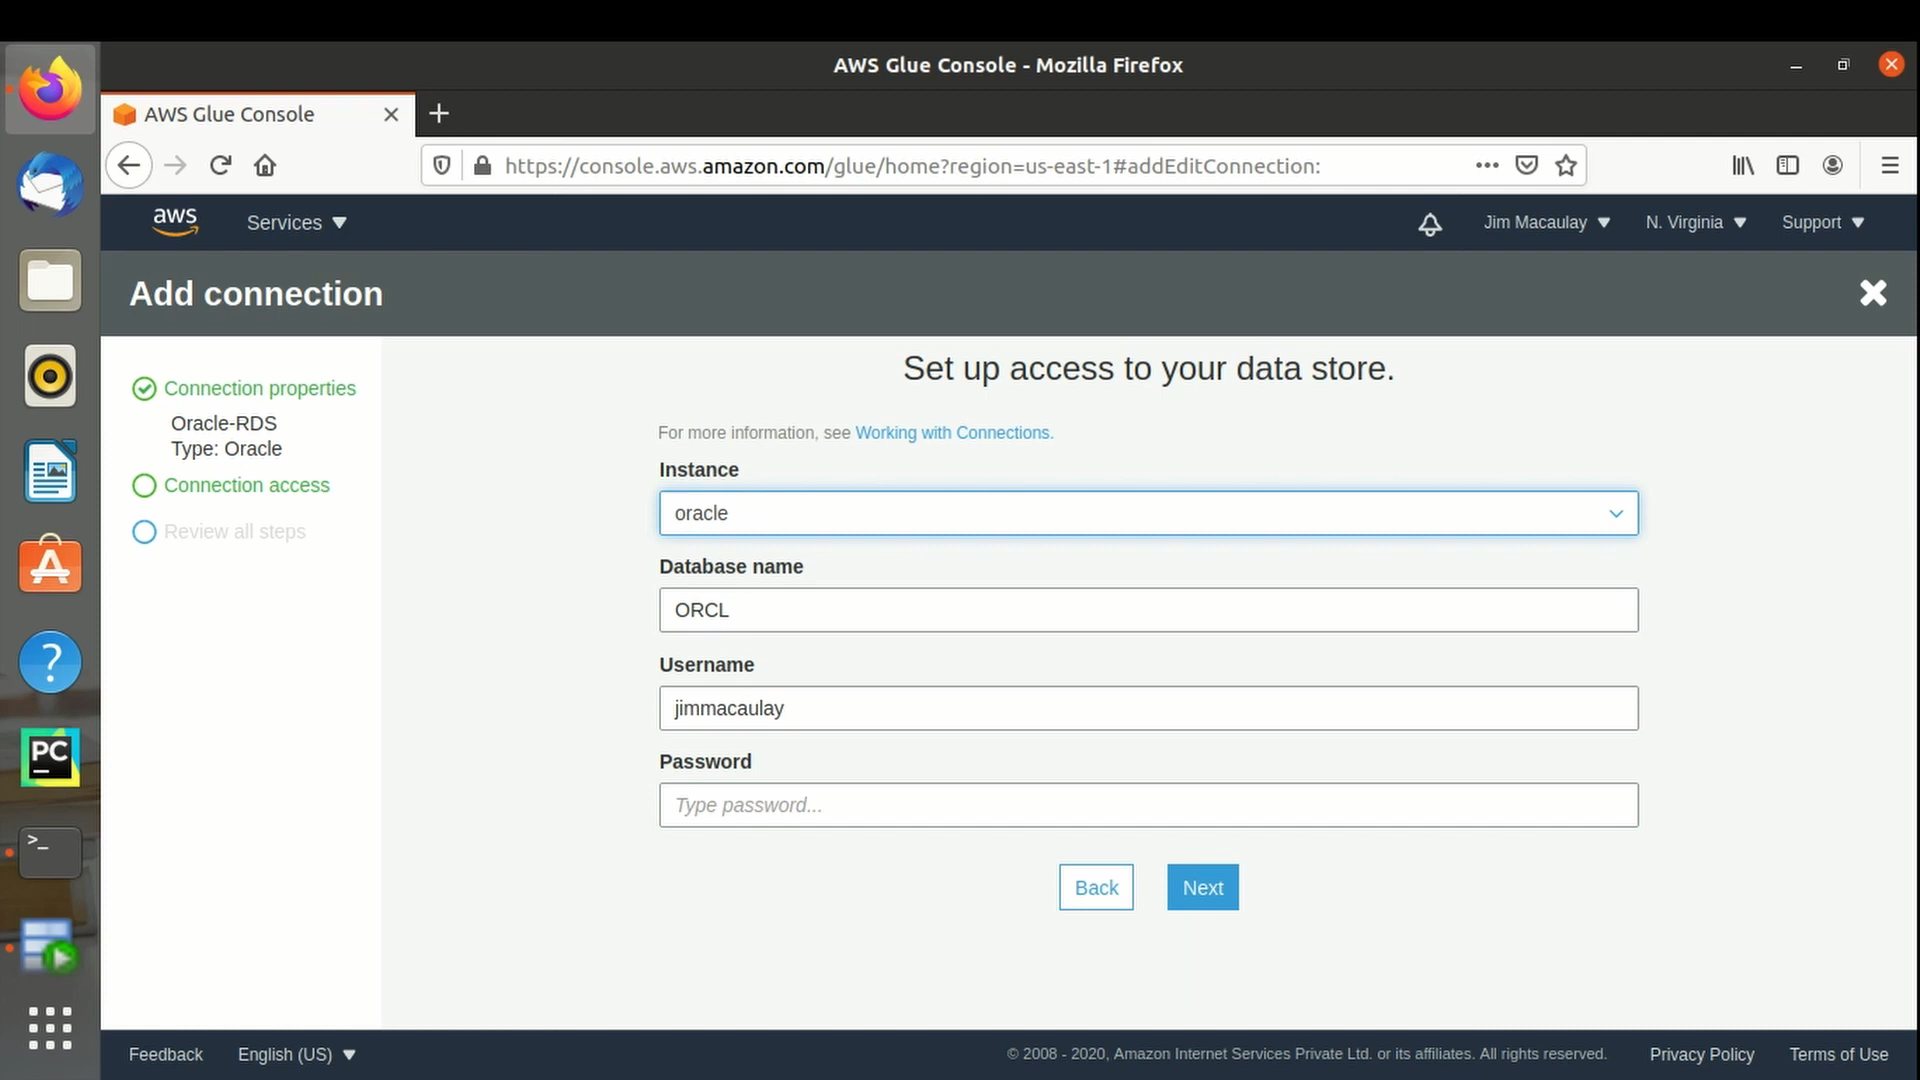 AWS Glue Console - Mozilla Firefox
AWS Glue Console
https://console.aws.amazon.com/glue/home?region=us-east-1#addEditConnection:
aws
Services
Jim Macaulay
N. Virginia
Support
Add connection
Connection properties
Oracle-RDS
Type: Oracle
Connection access
Review all steps
Set up access to your data store.
For more information, see Working with Connections.
Instance
oracle
Database name
ORCL
Username
jimmacaulay
Password
Type password...
Back
Next
PC
>_
Feedback
English (US)
© 2008 - 2020, Amazon Internet Services Private Ltd. or its affiliates. All rights reserved.
Privacy Policy
Terms of Use